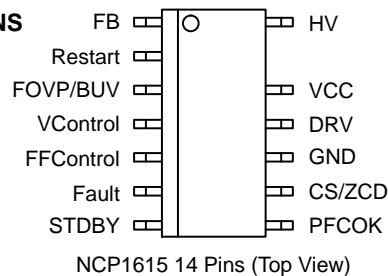 NS
FB HV
Restart
FOVP/BUV VCC
VControl DRV
FFControl GND
Fault CS/ZCD
STDBY PFCOK
NCP1615 14 Pins (Top View)